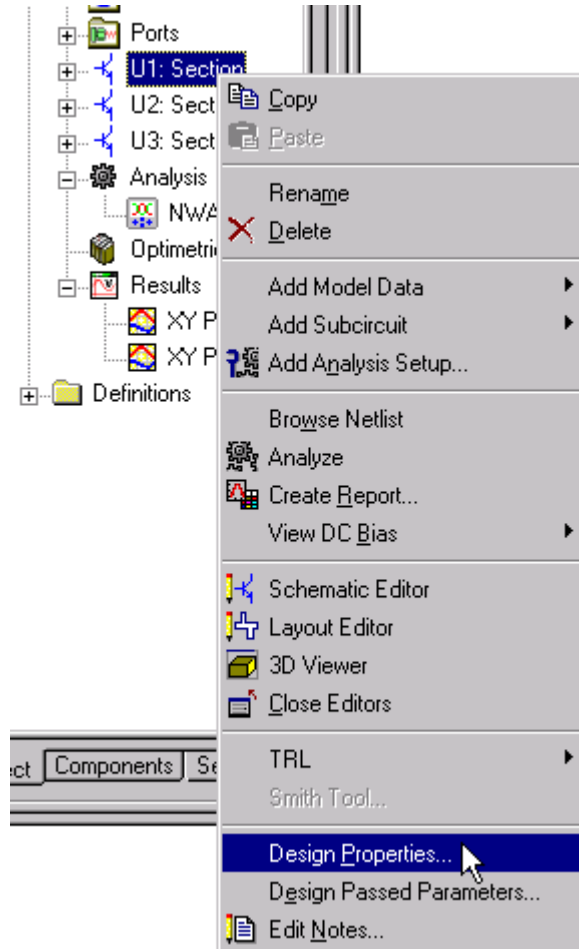 Ports
U1: Section
U2: Sect
U3: Sect
Analysis
NWA
Optimetri
Results
XY P
XY P
Definitions
Copy
Paste
Rename
Delete
Add Model Data
Add Subcircuit
Add Analysis Setup...
Browse Netlist
Analyze
Create Report...
View DC Bias
Schematic Editor
Layout Editor
3D Viewer
Close Editors
TRL
Smith Tool...
Design Properties...
Design Passed Parameters...
Edit Notes...
ect Components Se